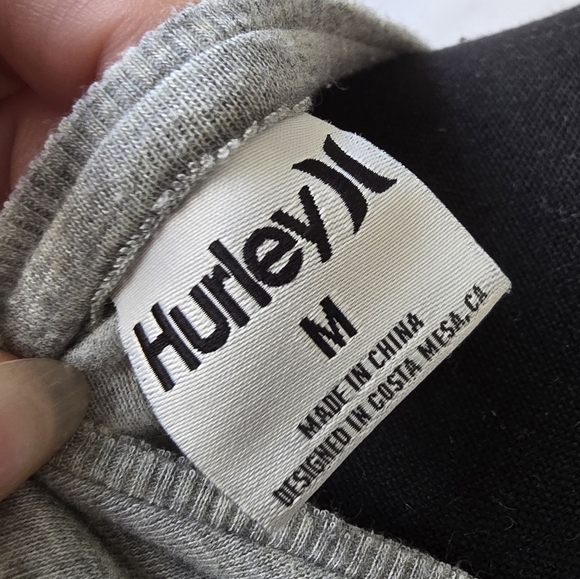 Hurley
M
MADE IN CHINA
DESIGNED IN COSTA MESA, CA